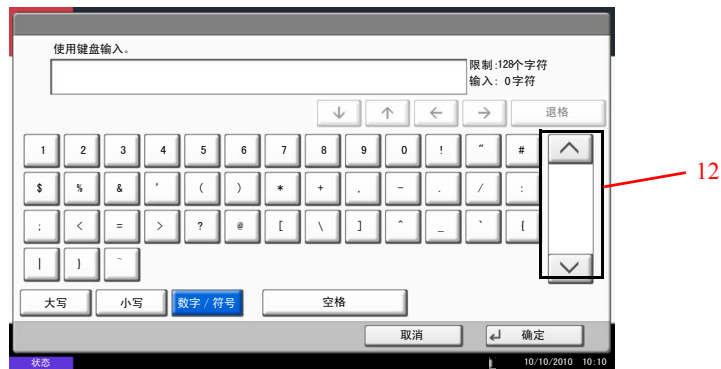 使用键盘输入。
限制:128个字符
输入: 0字符
退格
1 2 3 4 5 6 7 8 9 0 ! " #
$ % & ' ( ) * + , - . / :
; < = > ? @ [ \ ] ^ _ ` {
| } ~
12
大写 小写 数字 / 符号 空格
取消 确定
状态 10/10/2010 10:10